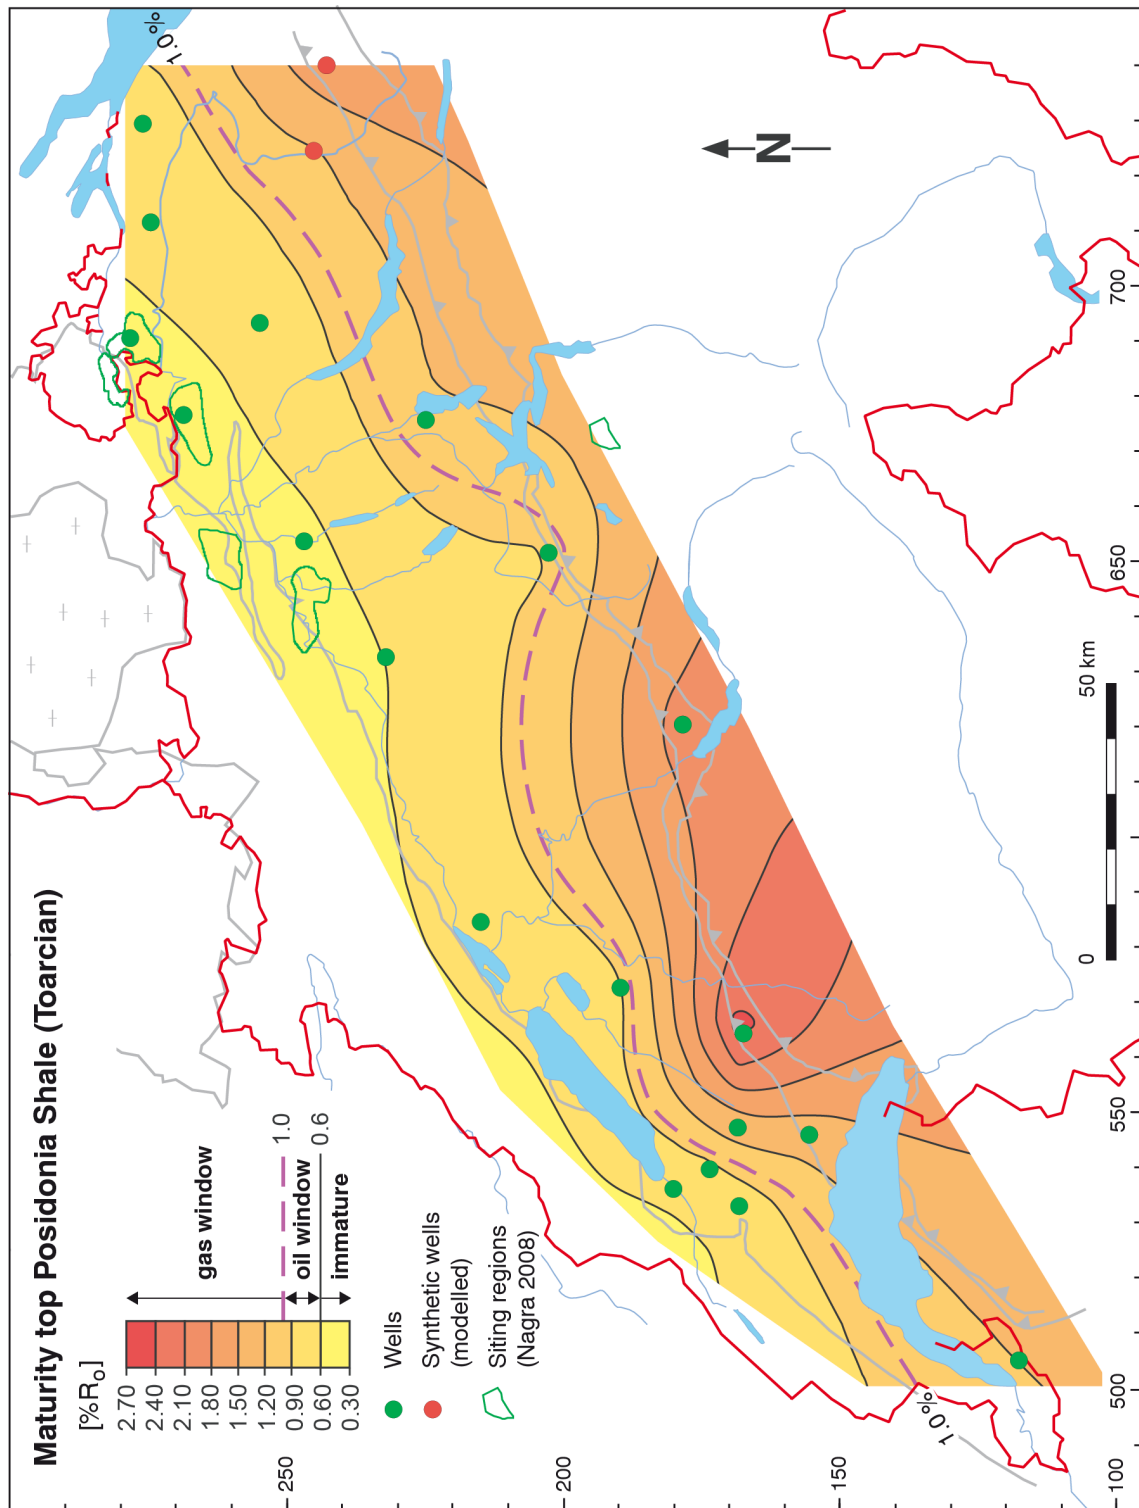 Maturity top Posidonia Shale (Toarcian)
[%Ro]
2.70
2.40
2.10
1.80
1.50
1.20
0.90
0.60
0.30
gas window
oil window
immature
1.0
0.6
Wells
Synthetic wells
(modelled)
Siting regions
(Nagra 2008)
1.0%
1.0%
N
0
50 km
250
200
150
100
500
550
650
700